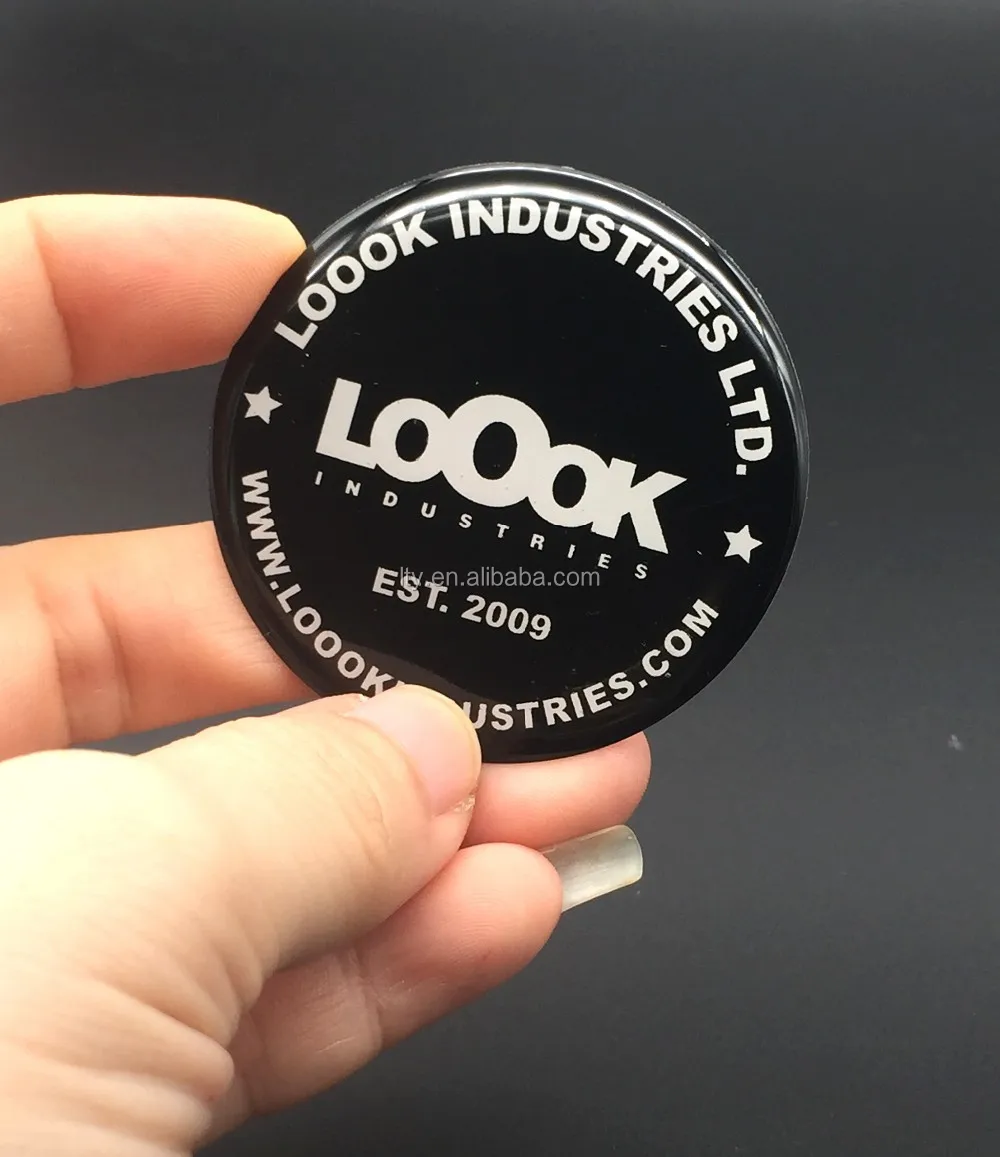 LOOOK INDUSTRIES LTD.
LOOOK
INDUSTRIES
lty.en.alibaba.com
EST. 2009
WWW.LOOOK USTRIES.COM